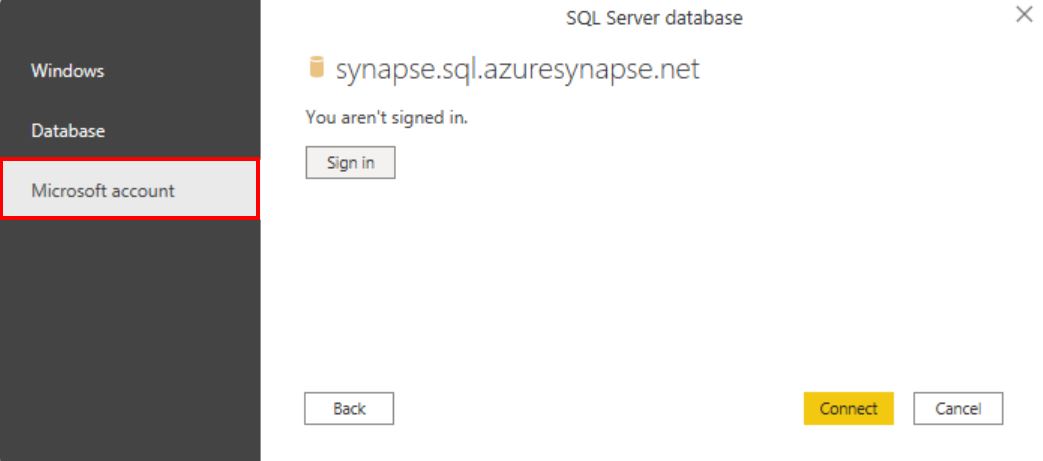 SQL Server database
Windows
Database
Microsoft account
synapse.sql.azuresynapse.net
You aren't signed in.
Sign in
Back
Connect
Cancel